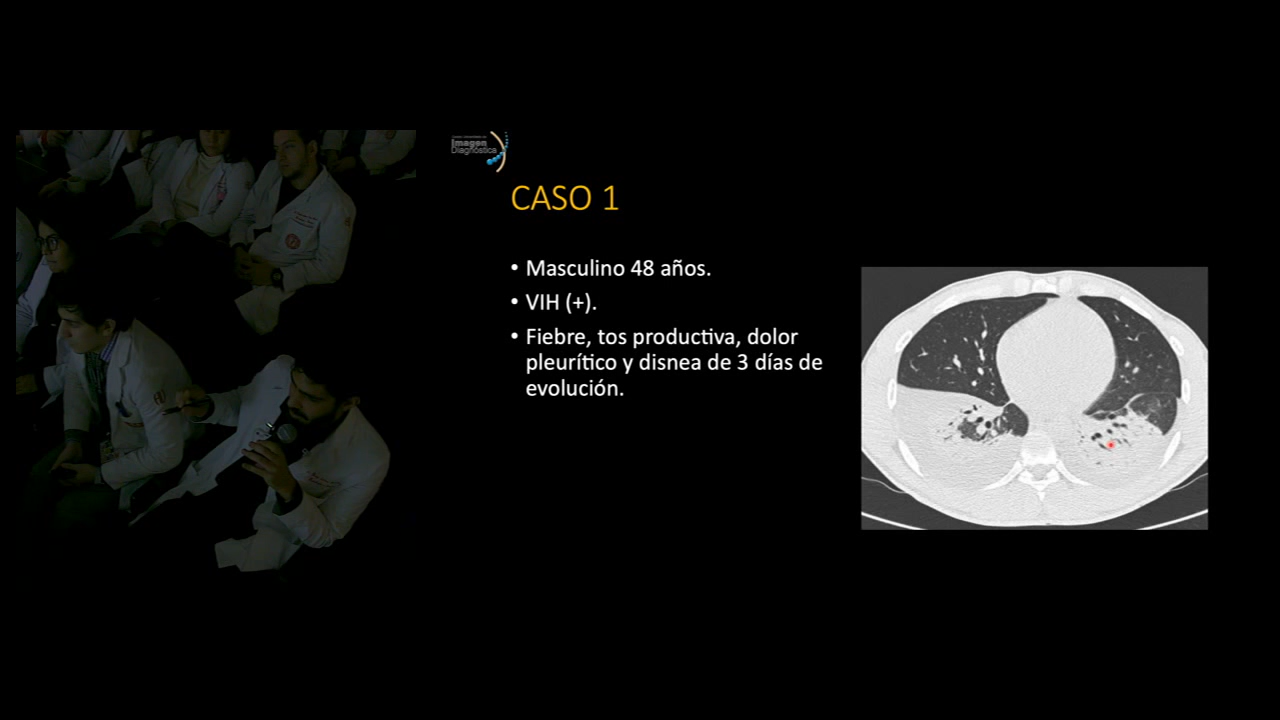 Imagen
Diagnóstica
CASO 1
• Masculino 48 años.
• VIH (+).
• Fiebre, tos productiva, dolor
pleurítico y disnea de 3 días de
evolución.